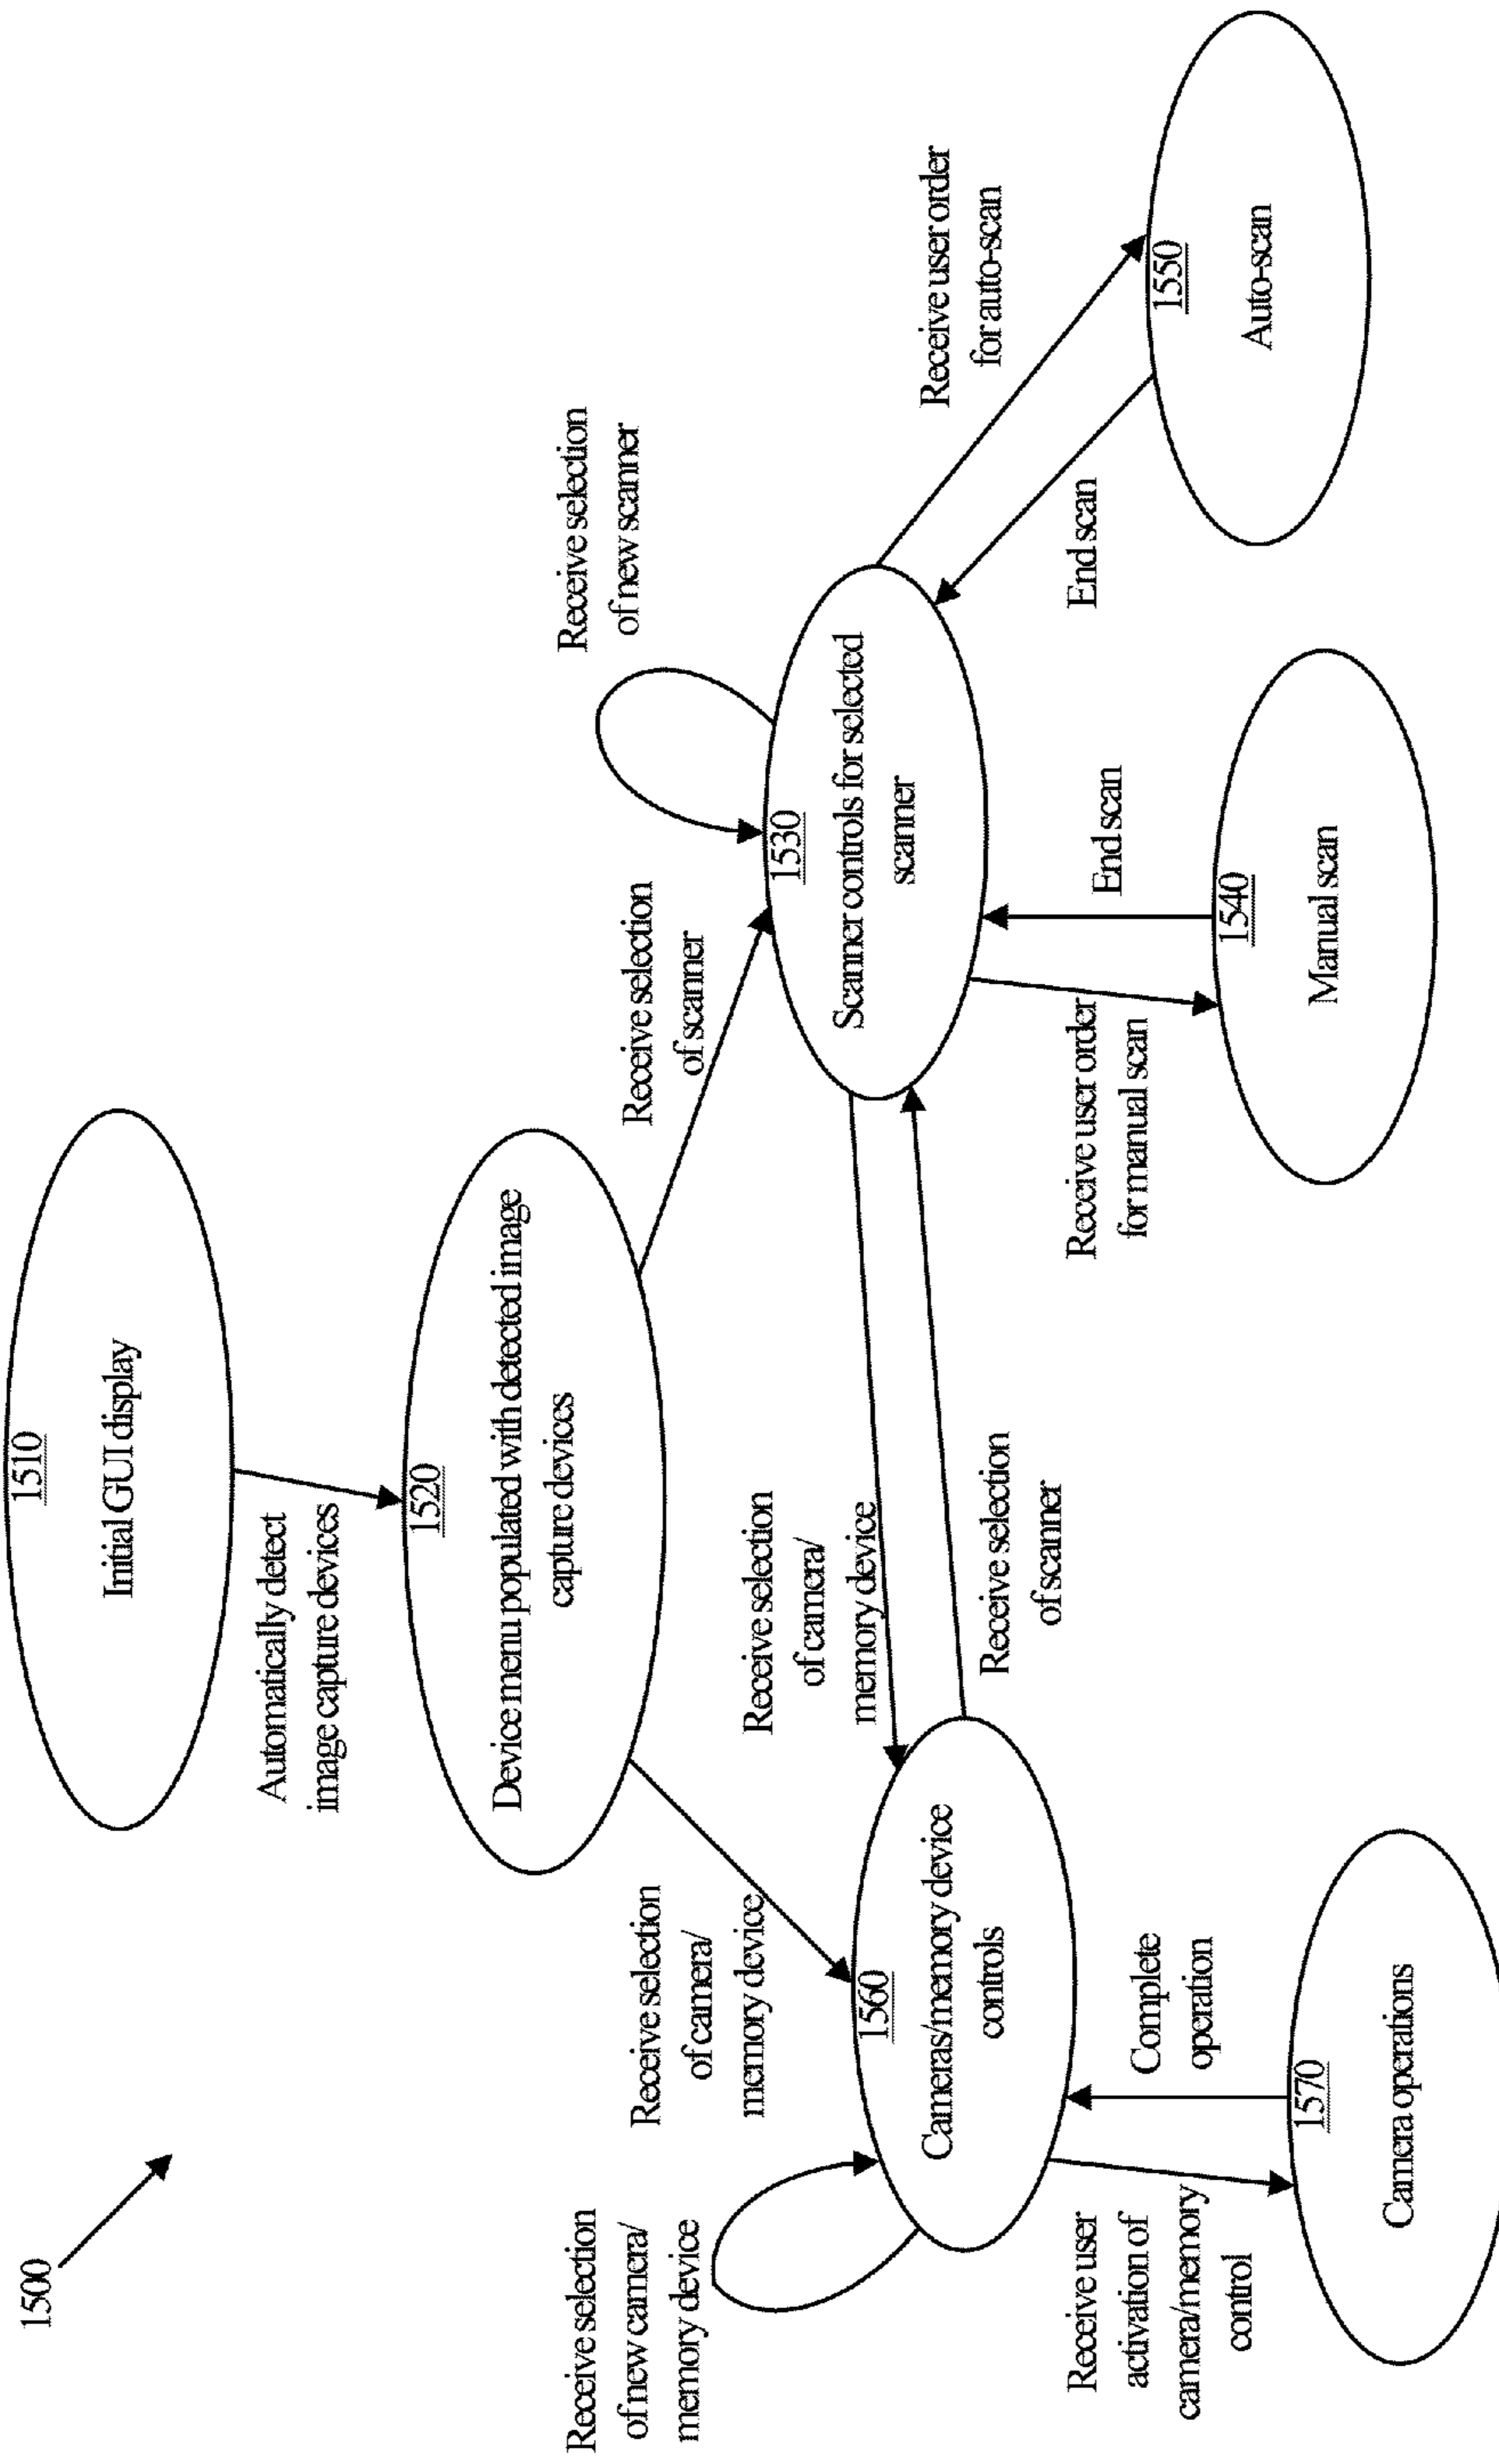 1500
1510
Initial GUI display
Automatically detect
image capture devices
1520
Device menu populated with detected image
capture devices
Receive selection
of camera/
memory device
Receive selection
of scanner
Receive selection
of new scanner
Receive selection
of new camera/
memory device
1560
Cameras/memory device
controls
Receive selection
of camera/
memory device
Receive selection
of scanner
1530
Scanner controls for selected
scanner
Receive user order
for auto-scan
End scan
Receive user
activation of
camera/memory
control
Complete
operation
Receive user order
for manual scan
End scan
1570
Camera operations
1540
Manual scan
1550
Auto-scan